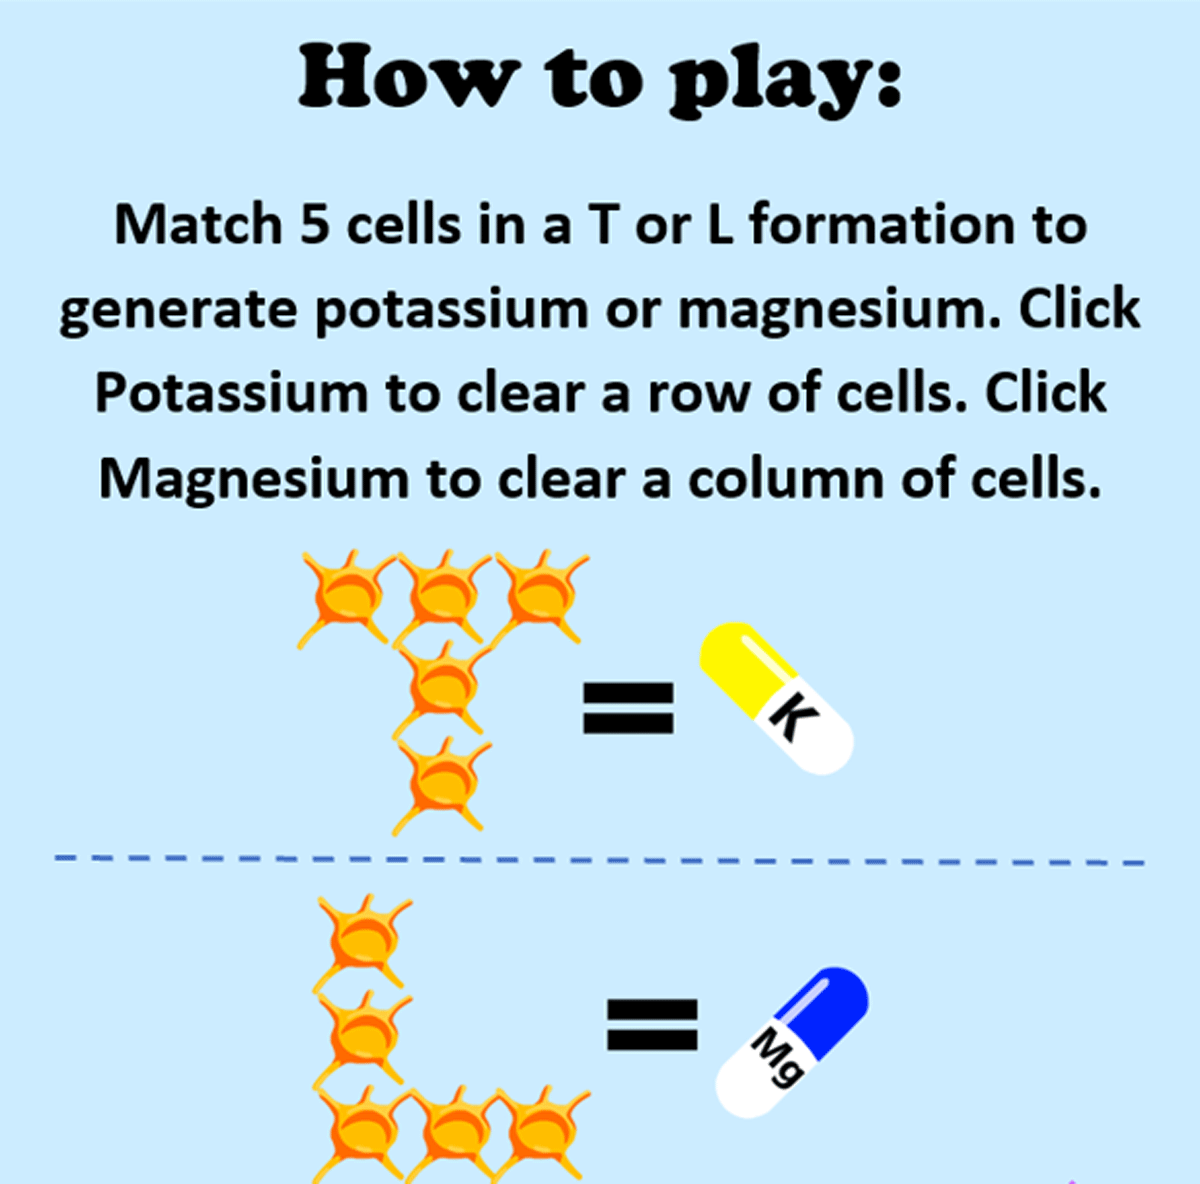 How to play:
Match 5 cells in a T or L formation to
generate potassium or magnesium. Click
Potassium to clear a row of cells. Click
Magnesium to clear a column of cells.
=
K
=
Mg